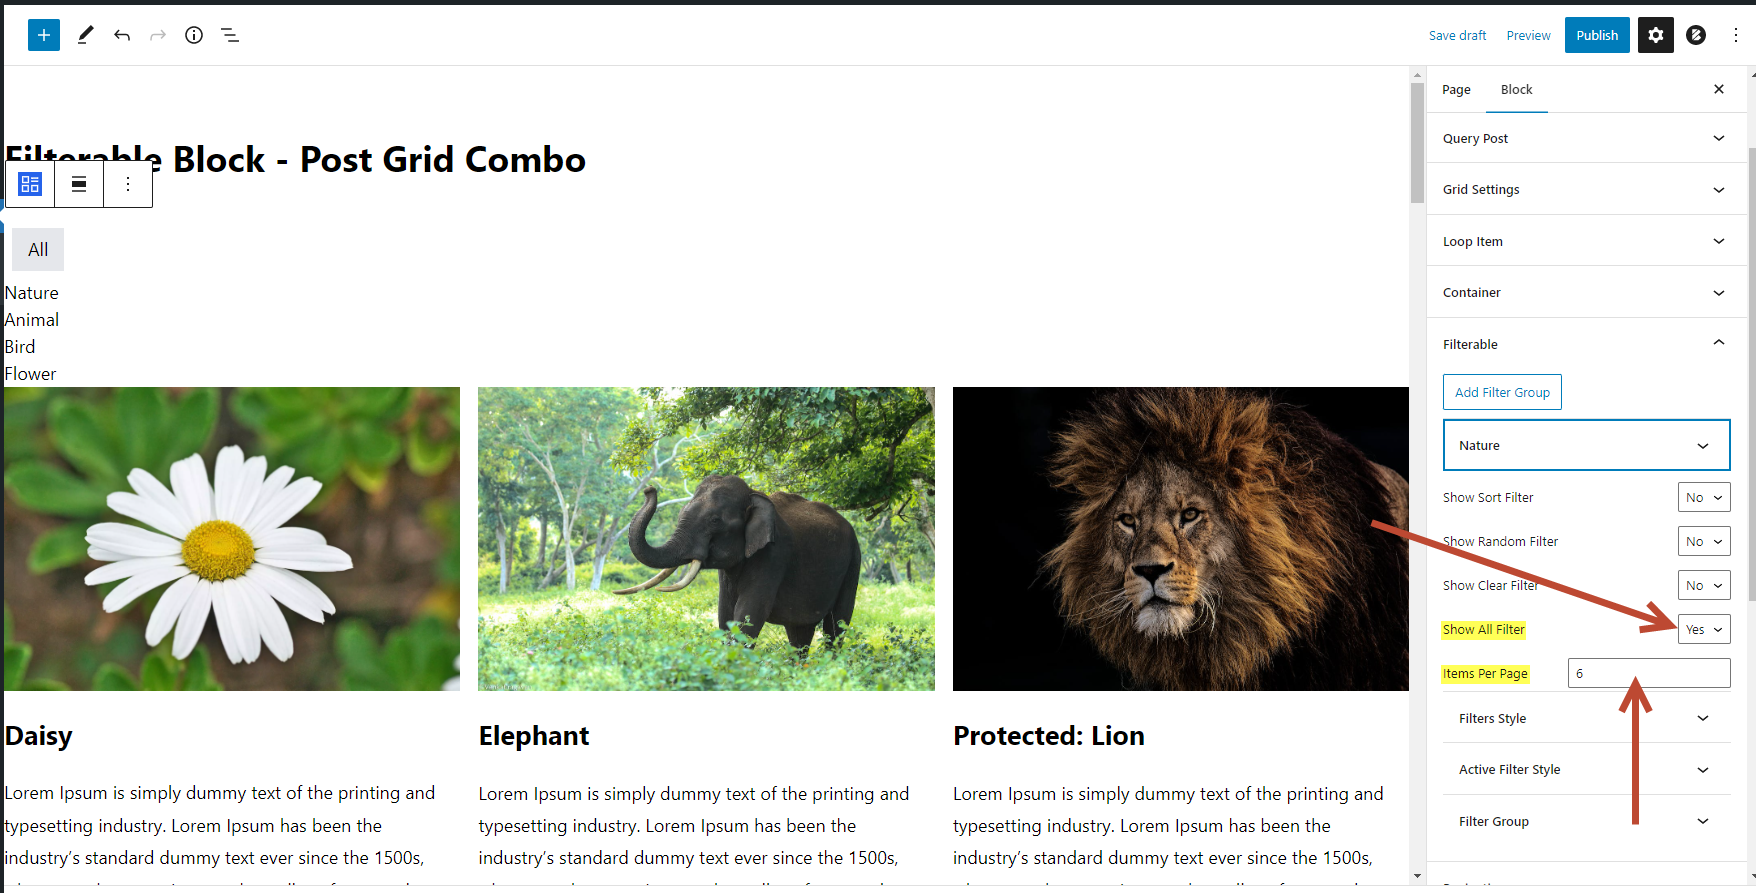 Save draft
Preview
Publish
Filterable Block - Post Grid Combo
All
Nature
Animal
Bird
Flower
Daisy
Lorem Ipsum is simply dummy text of the printing and
typesetting industry. Lorem Ipsum has been the
industry’s standard dummy text ever since the 1500s,
Elephant
Lorem Ipsum is simply dummy text of the printing and
typesetting industry. Lorem Ipsum has been the
industry’s standard dummy text ever since the 1500s,
Protected: Lion
Lorem Ipsum is simply dummy text of the printing and
typesetting industry. Lorem Ipsum has been the
industry’s standard dummy text ever since the 1500s,
Page Block
Query Post
Grid Settings
Loop Item
Container
Filterable
Add Filter Group
Nature
Show Sort Filter No
Show Random Filter No
Show Clear Filter No
Show All Filter Yes
Items Per Page 6
Filters Style
Active Filter Style
Filter Group